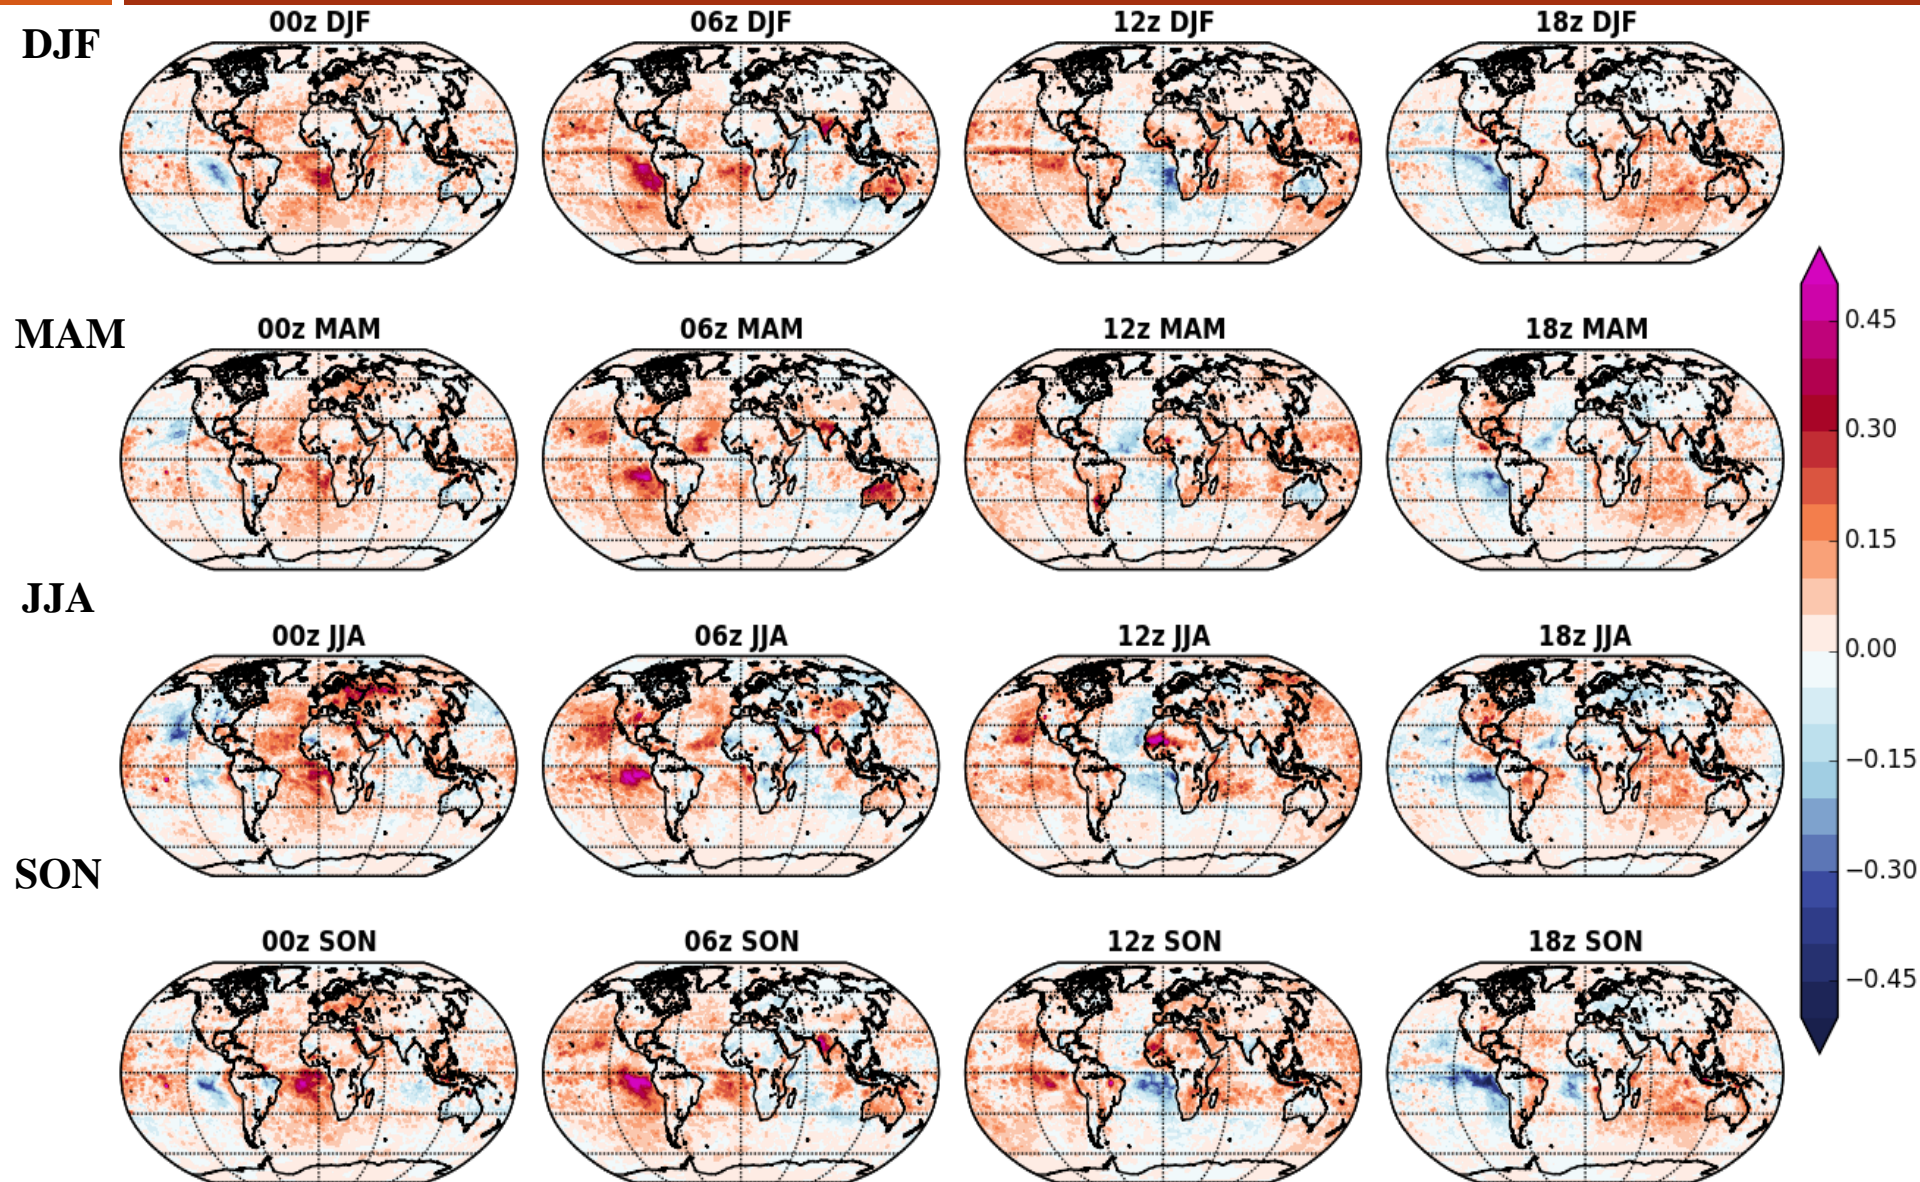 DJF
00z DJF
06z DJF
12z DJF
18z DJF
MAM
00z MAM
06z MAM
12z MAM
18z MAM
JJA
00z JJA
06z JJA
12z JJA
18z JJA
SON
00z SON
06z SON
12z SON
18z SON
0.45
0.30
0.15
0.00
−0.15
−0.30
−0.45